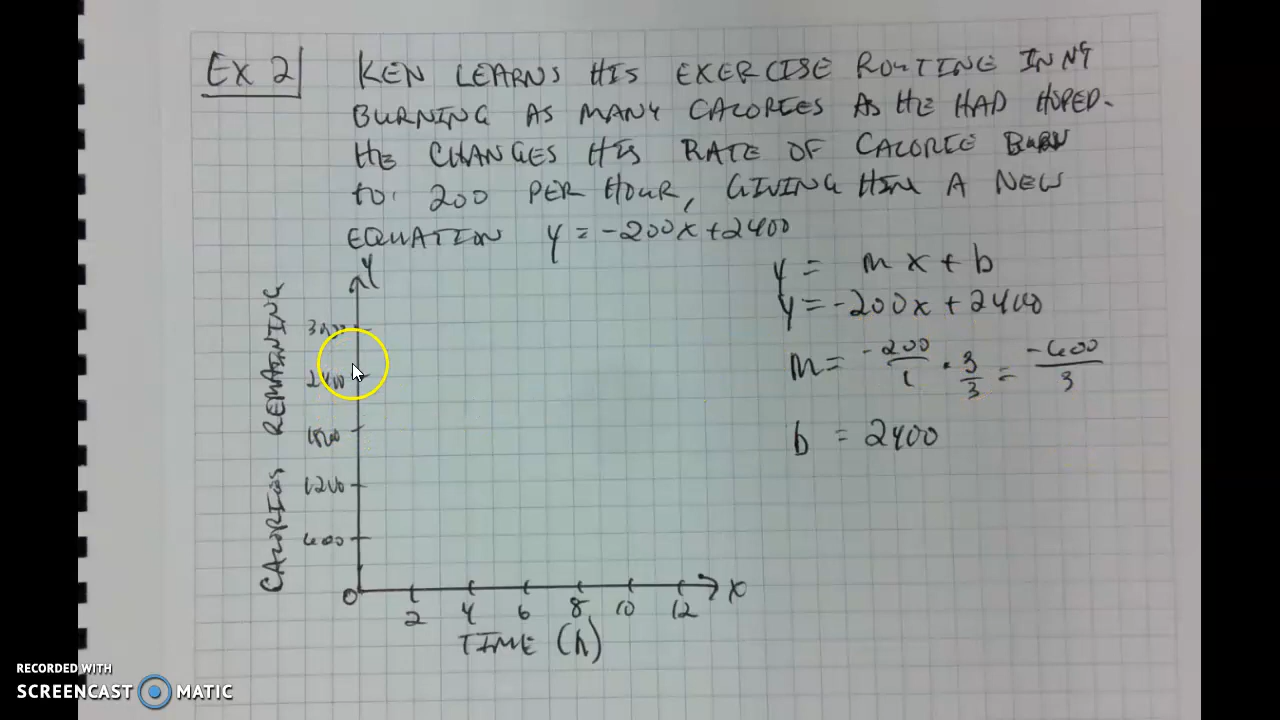 Ex 2
KEN LEARNS HIS EXERCISE ROUTINE ISN'T
BURNING AS MANY CALORIES AS HE HAD HOPED.
HE CHANGES HIS RATE OF CALORIE BURN
to 200 PER HOUR, GIVING HIM A NEW
EQUATION y = -200x+2400
y = mx + b
y = -200x + 2400
m = -200/1 · 3/3 = -600/3
b = 2400
y
CALORIES REMAINING
3000
2400
1800
1200
600
0
2 4 6 8 10 12 x
TIME (h)
RECORDED WITH
SCREENCAST MATIC